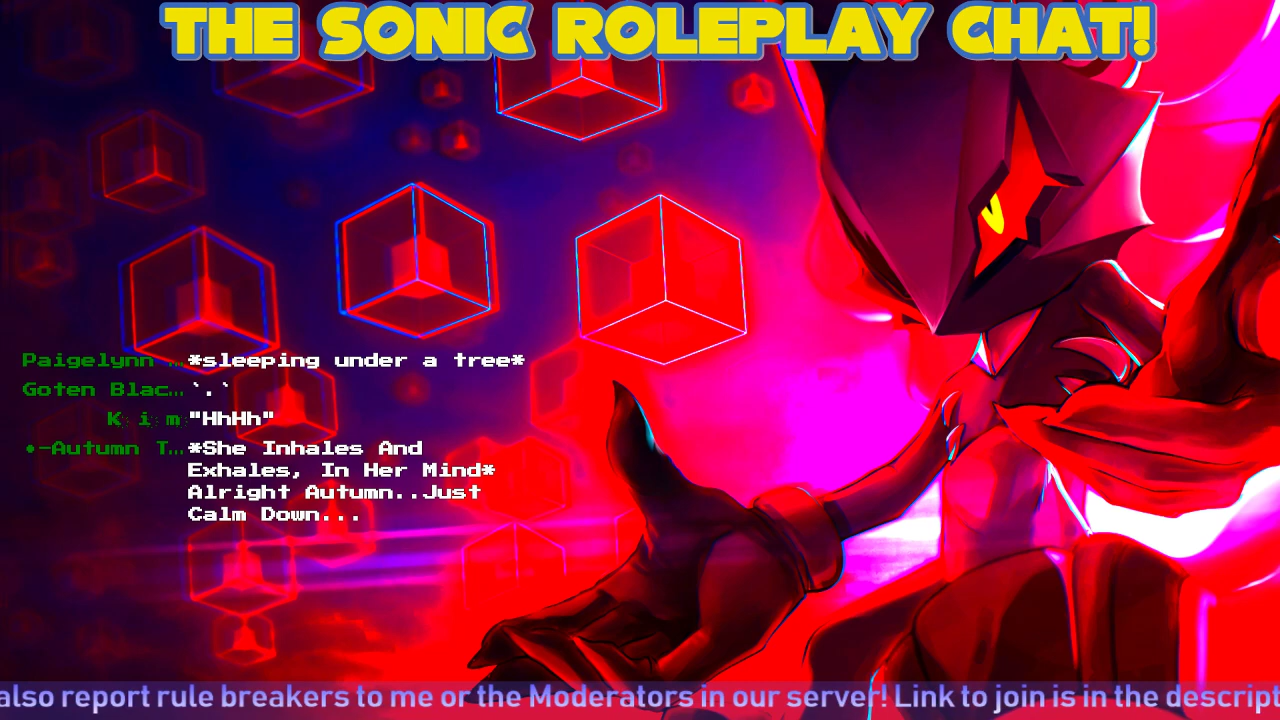 THE SONIC ROLEPLAY CHAT!
Paigelynn … *sleeping under a tree*
Goten Blac… `.`
K i m "HhHh"
•-Autumn T… *She Inhales And
Exhales, In Her Mind*
Alright Autumn..Just
Calm Down...
also report rule breakers to me or the Moderators in our server! Link to join is in the descript